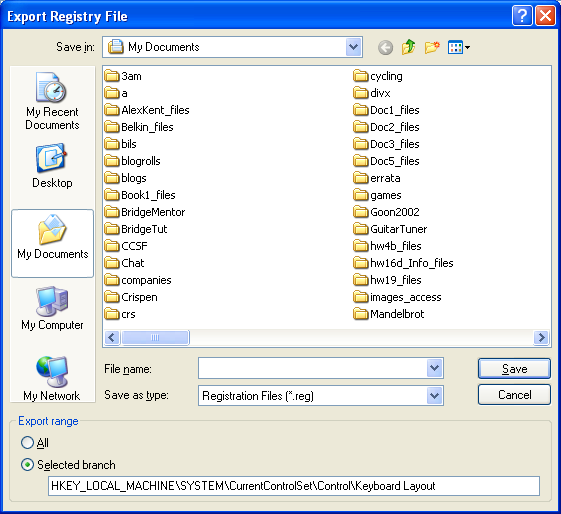 Export Registry File
Save in:
My Documents
My Recent
Documents
Desktop
My Documents
My Computer
My Network
3am
a
AlexKent_files
Belkin_files
bils
blogrolls
blogs
Book1_files
BridgeMentor
BridgeTut
CCSF
Chat
companies
Crispen
crs
cycling
divx
Doc1_files
Doc2_files
Doc3_files
Doc5_files
errata
games
Goon2002
GuitarTuner
hw4b_files
hw16d_Info_files
hw19_files
images_access
Mandelbrot
File name:
Save
Save as type:
Registration Files (*.reg)
Cancel
Export range
All
Selected branch
HKEY_LOCAL_MACHINE\SYSTEM\CurrentControlSet\Control\Keyboard Layout